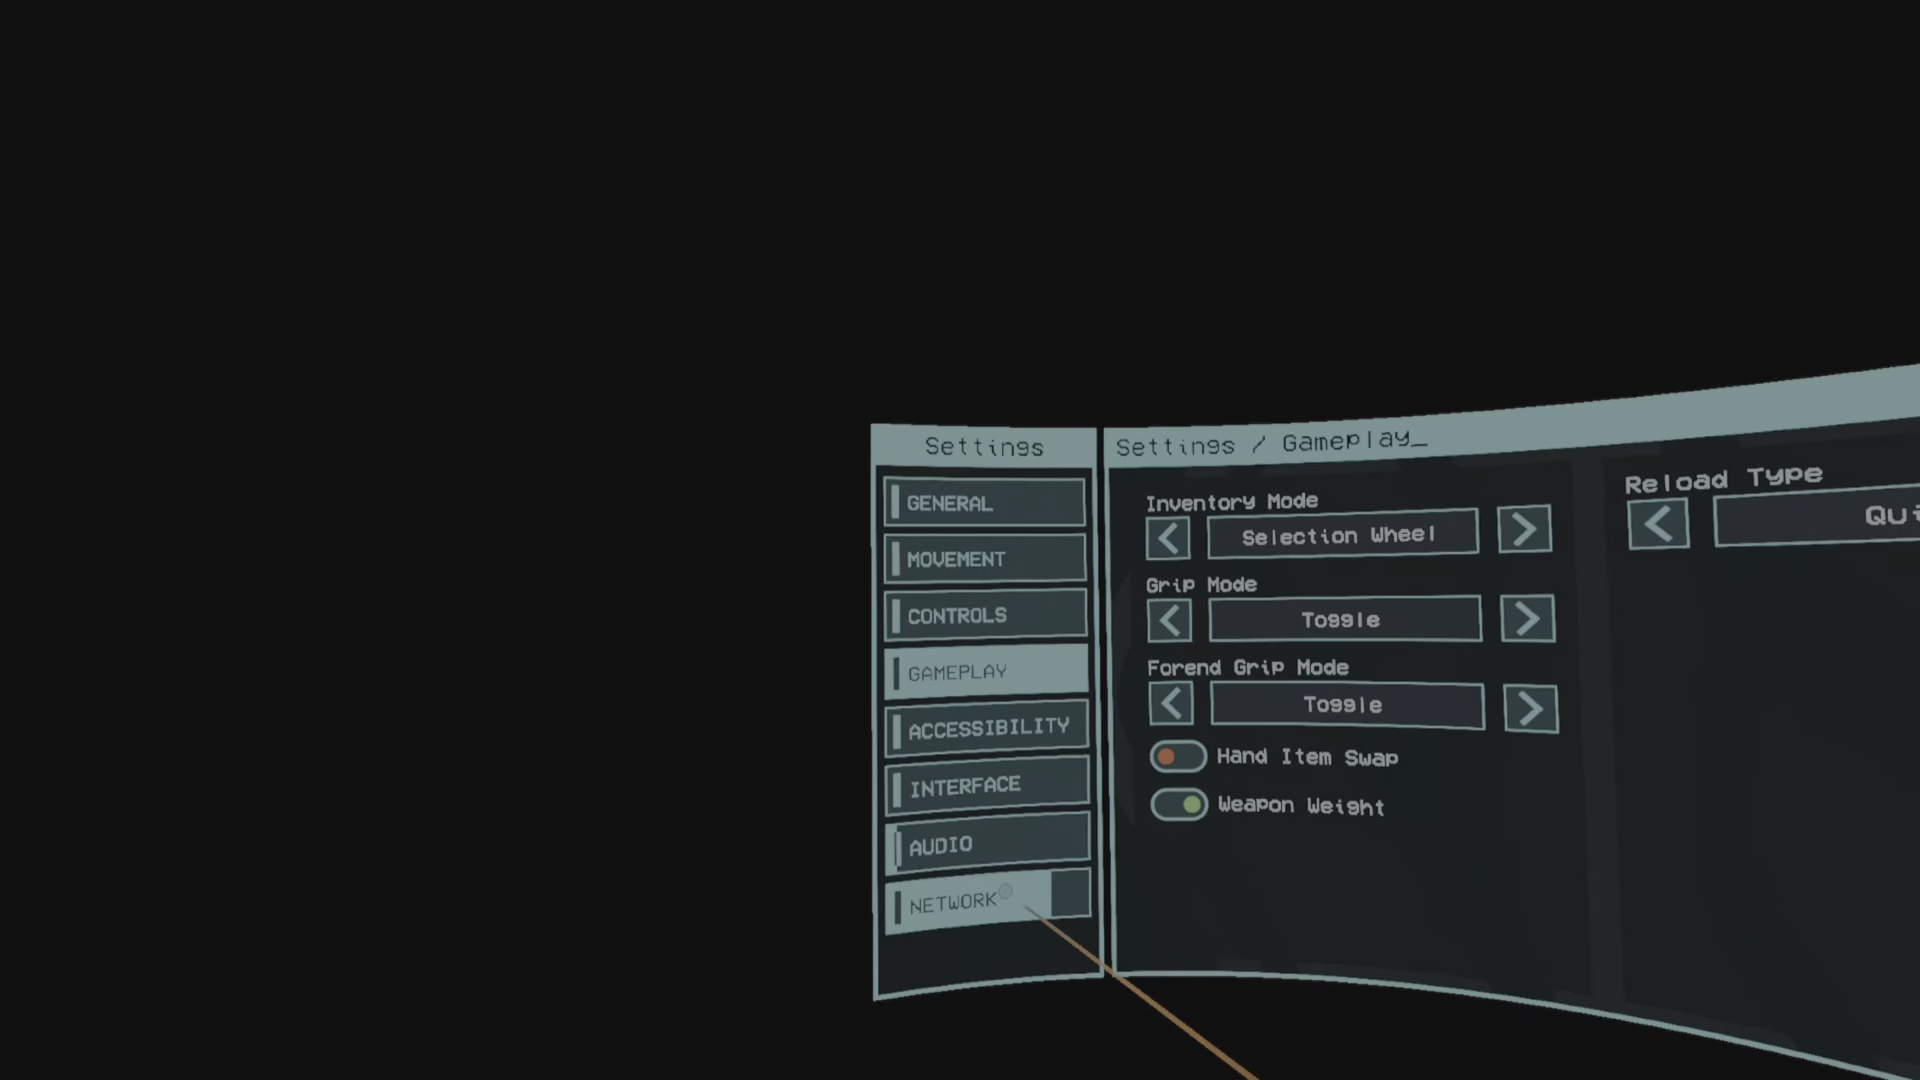 Settings
GENERAL
MOVEMENT
CONTROLS
GAMEPLAY
ACCESSIBILITY
INTERFACE
AUDIO
NETWORK
Settings / Gameplay_
Inventory Mode
Selection Wheel
Grip Mode
Toggle
Forend Grip Mode
Toggle
Hand Item Swap
Weapon Weight
Reload Type